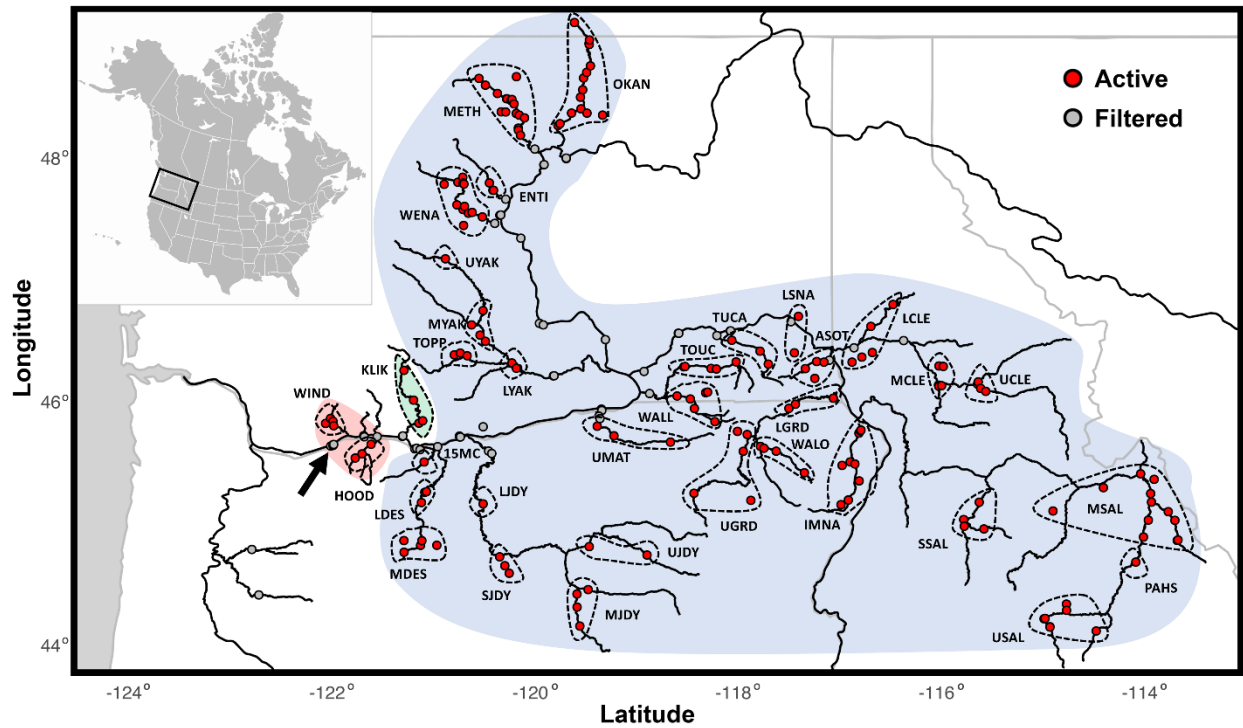 Active
Filtered
OKAN
METH
48°
ENTI
WENA
UYAK
LSNA
TUCA
LCLE
MYAK
ASOT
TOPP
TOUC
KLIK
LYAK
MCLE
UCLE
46°
WIND
WALL
LGRD
WALO
15MC
UMAT
HOOD
LJDY
LDES
UGRD
IMNA
MSAL
SSAL
UJDY
MDES
SJDY
PAHS
MJDY
USAL
44°
Longitude
-124°
-122°
-120°
-118°
-116°
-114°
Latitude